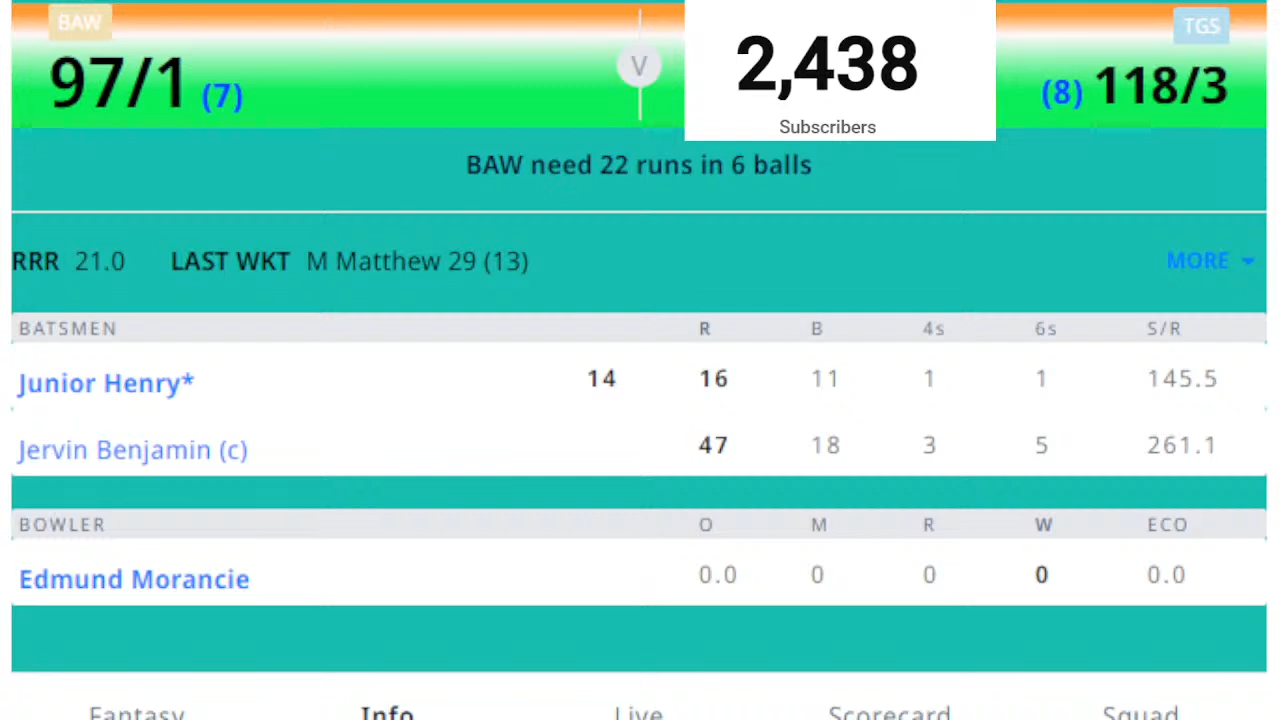 BAW
TGS
97/1 (7)
V
2,438
Subscribers
(8) 118/3
BAW need 22 runs in 6 balls
RRR 21.0 LAST WKT M Matthew 29 (13)
MORE
BATSMEN R B 4s 6s S/R
Junior Henry* 14 16 11 1 1 145.5
Jervin Benjamin (c) 47 18 3 5 261.1
BOWLER O M R W ECO
Edmund Morancie 0.0 0 0 0 0.0
Fantasy Info Live Scorecard Squad